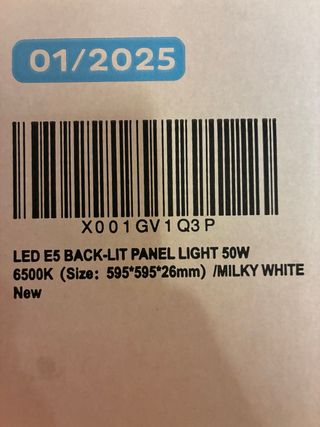 01/2025
X001GV1Q3P
LED E5 BACK-LIT PANEL LIGHT 50W
6500K (Size: 595*595*26mm) /MILKY WHITE
New